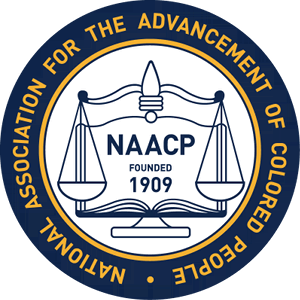 NATIONAL ASSOCIATION FOR THE ADVANCEMENT OF COLORED PEOPLE •
NAACP
FOUNDED
1909